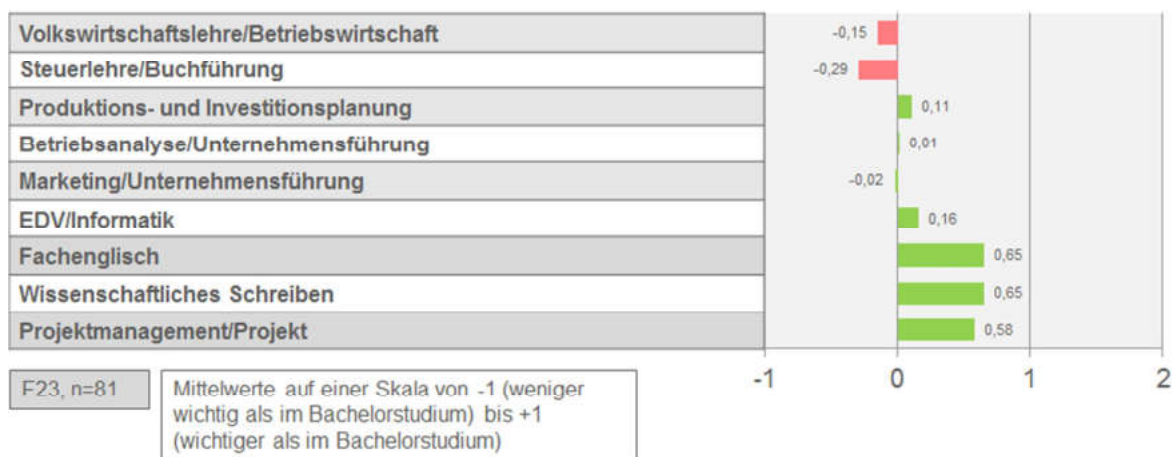 Volkswirtschaftslehre/Betriebswirtschaft -0,15
Steuerlehre/Buchführung -0,29
Produktions- und Investitionsplanung 0,11
Betriebsanalyse/Unternehmensführung 0,01
Marketing/Unternehmensführung -0,02
EDV/Informatik 0,16
Fachenglisch 0,65
Wissenschaftliches Schreiben 0,65
Projektmanagement/Projekt 0,58
-1 0 1 2
F23, n=81
Mittelwerte auf einer Skala von -1 (weniger
wichtig als im Bachelorstudium) bis +1
(wichtiger als im Bachelorstudium)